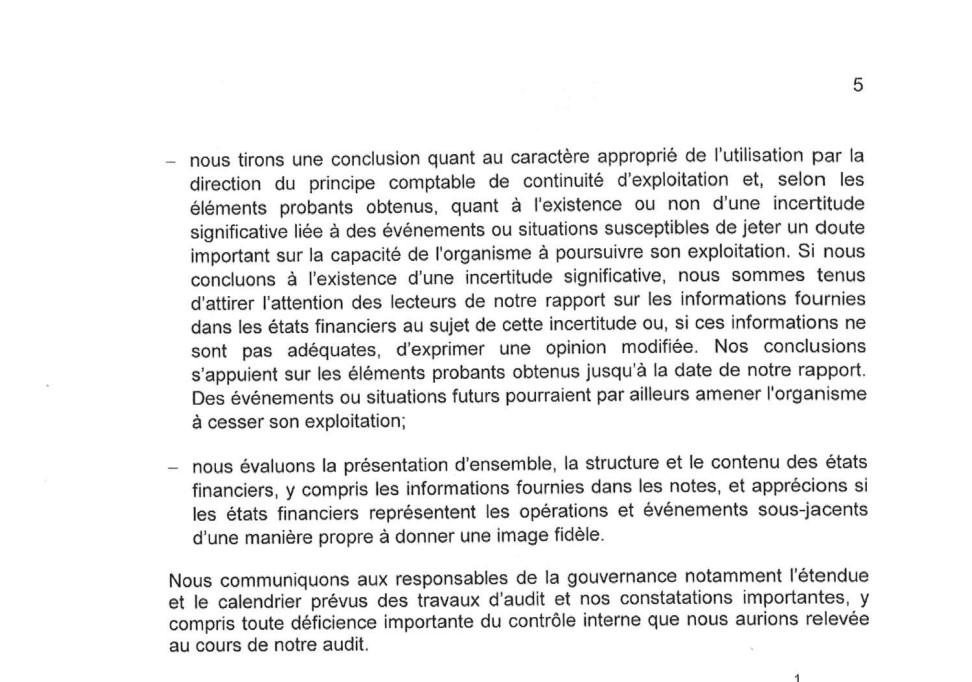 5
– nous tirons une conclusion quant au caractère approprié de l'utilisation par la
direction du principe comptable de continuité d'exploitation et, selon les
éléments probants obtenus, quant à l'existence ou non d'une incertitude
significative liée à des événements ou situations susceptibles de jeter un doute
important sur la capacité de l'organisme à poursuivre son exploitation. Si nous
concluons à l'existence d'une incertitude significative, nous sommes tenus
d'attirer l'attention des lecteurs de notre rapport sur les informations fournies
dans les états financiers au sujet de cette incertitude ou, si ces informations ne
sont pas adéquates, d'exprimer une opinion modifiée. Nos conclusions
s'appuient sur les éléments probants obtenus jusqu'à la date de notre rapport.
Des événements ou situations futurs pourraient par ailleurs amener l'organisme
à cesser son exploitation;
– nous évaluons la présentation d'ensemble, la structure et le contenu des états
financiers, y compris les informations fournies dans les notes, et apprécions si
les états financiers représentent les opérations et événements sous-jacents
d'une manière propre à donner une image fidèle.
Nous communiquons aux responsables de la gouvernance notamment l'étendue
et le calendrier prévus des travaux d'audit et nos constatations importantes, y
compris toute déficience importante du contrôle interne que nous aurions relevée
au cours de notre audit.
1